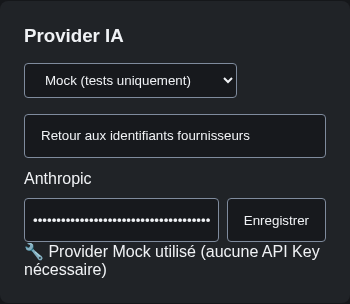 Provider IA
Mock (tests uniquement)
Retour aux identifiants fournisseurs
Anthropic
•••••••••••••••••••••••••••••••••••••• Enregistrer
🔧 Provider Mock utilisé (aucune API Key
nécessaire)